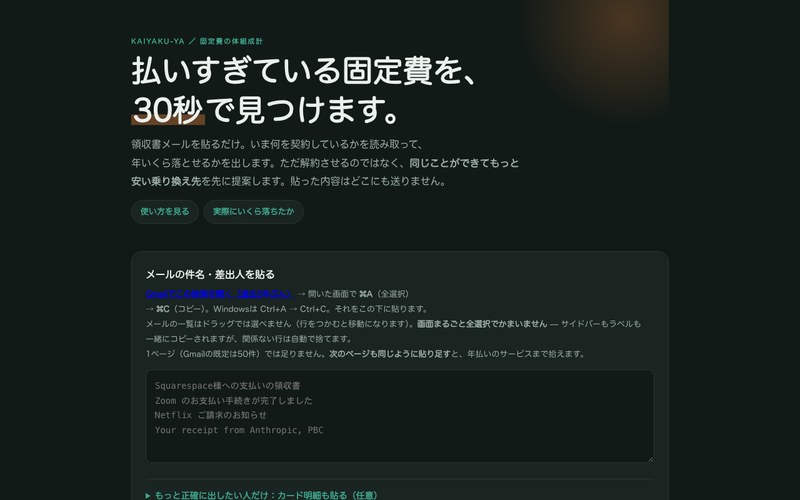 KAIYAKU-YA ／ 固定費の体組成計
払いすぎている固定費を、
30秒で見つけます。
領収書メールを貼るだけ。いま何を契約しているかを読み取って、
年いくら落とせるかを出します。ただ解約させるのではなく、同じことができてもっと
安い乗り換え先を先に提案します。貼った内容はどこにも送りません。
使い方を見る
実際にいくら落ちたか
メールの件名・差出人を貼る
→ 開いた画面で ⌘A（全選択）
→ ⌘C（コピー）。Windowsは Ctrl+A → Ctrl+C。それをこの下に貼ります。
メールの一覧はドラッグでは選べません（行をつかむと移動になります）。画面まるごと全選択でかまいません — サイドバーもラベルも
一緒にコピーされますが、関係ない行は自動で捨てます。
1ページ（Gmailの既定は50件）では足りません。次のページも同じように貼り足すと、年払いのサービスまで拾えます。
Squarespace様への支払いの領収書
Zoom のお支払い手続きが完了しました
Netflix ご請求のお知らせ
Your receipt from Anthropic, PBC
▶ もっと正確に出したい人だけ：カード明細も貼る（任意）